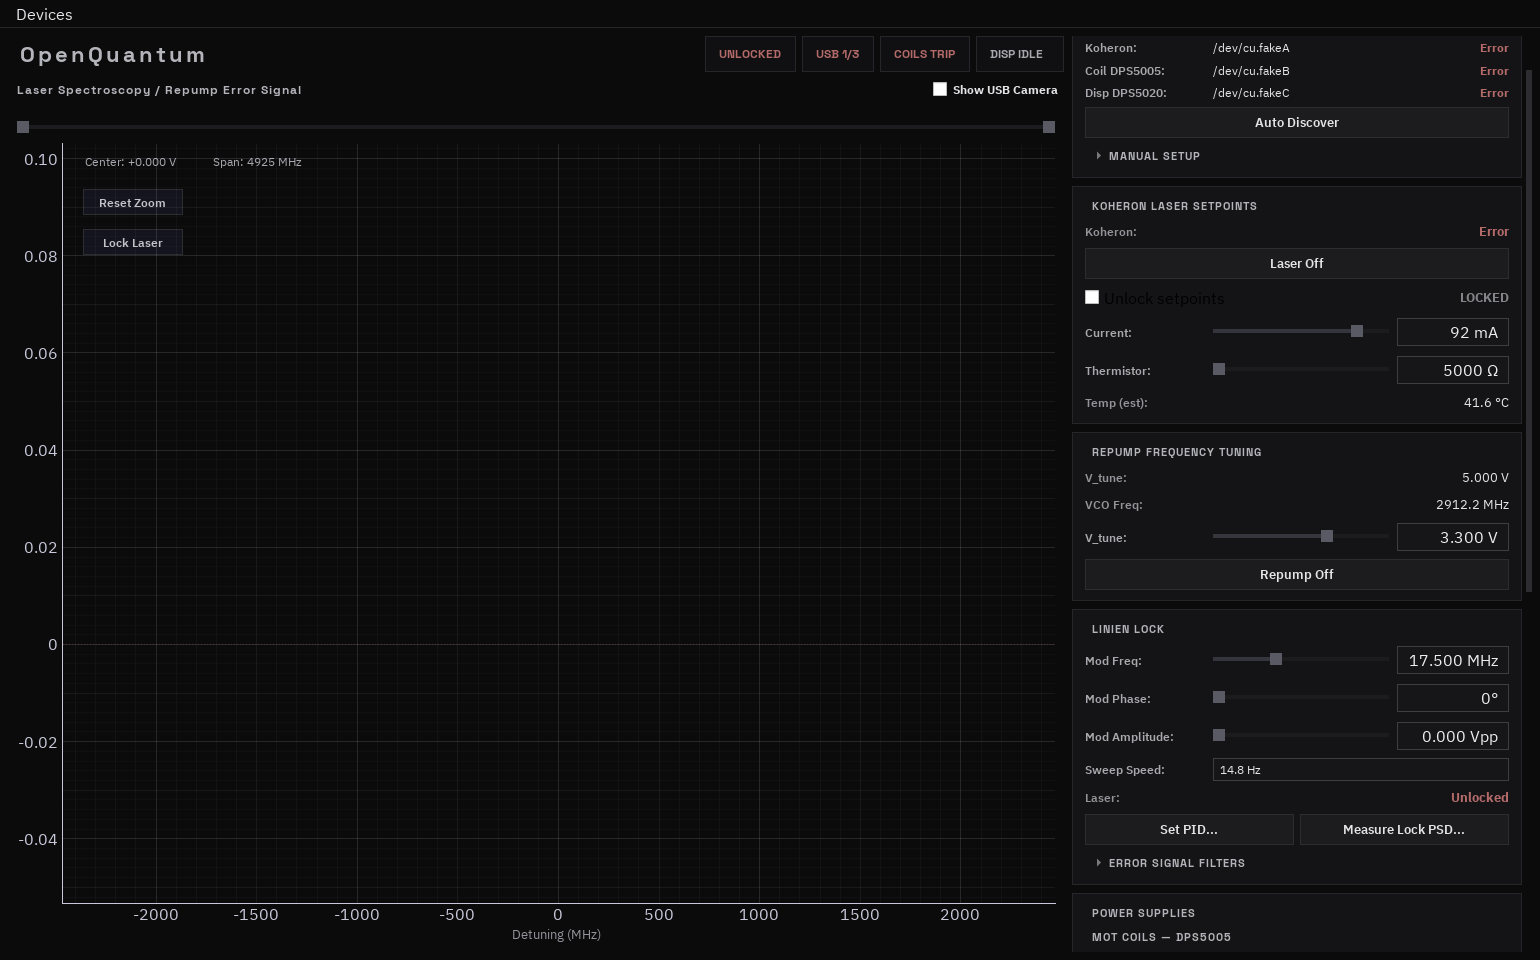 Devices
OpenQuantum
UNLOCKED
USB 1/3
COILS TRIP
DISP IDLE
Laser Spectroscopy / Repump Error Signal
Show USB Camera
Center: +0.000 V
Span: 4925 MHz
Reset Zoom
Lock Laser
0.10
0.08
0.06
0.04
0.02
0
-0.02
-0.04
-2000
-1500
-1000
-500
0
500
1000
1500
2000
Detuning (MHz)
Koheron: /dev/cu.fakeA Error
Coil DPS5005: /dev/cu.fakeB Error
Disp DPS5020: /dev/cu.fakeC Error
Auto Discover
MANUAL SETUP
KOHERON LASER SETPOINTS
Koheron: Error
Laser Off
Unlock setpoints LOCKED
Current: 92 mA
Thermistor: 5000 Ω
Temp (est): 41.6 °C
REPUMP FREQUENCY TUNING
V_tune: 5.000 V
VCO Freq: 2912.2 MHz
V_tune: 3.300 V
Repump Off
LINIEN LOCK
Mod Freq: 17.500 MHz
Mod Phase: 0°
Mod Amplitude: 0.000 Vpp
Sweep Speed: 14.8 Hz
Laser: Unlocked
Set PID... Measure Lock PSD...
ERROR SIGNAL FILTERS
POWER SUPPLIES
MOT COILS — DPS5005